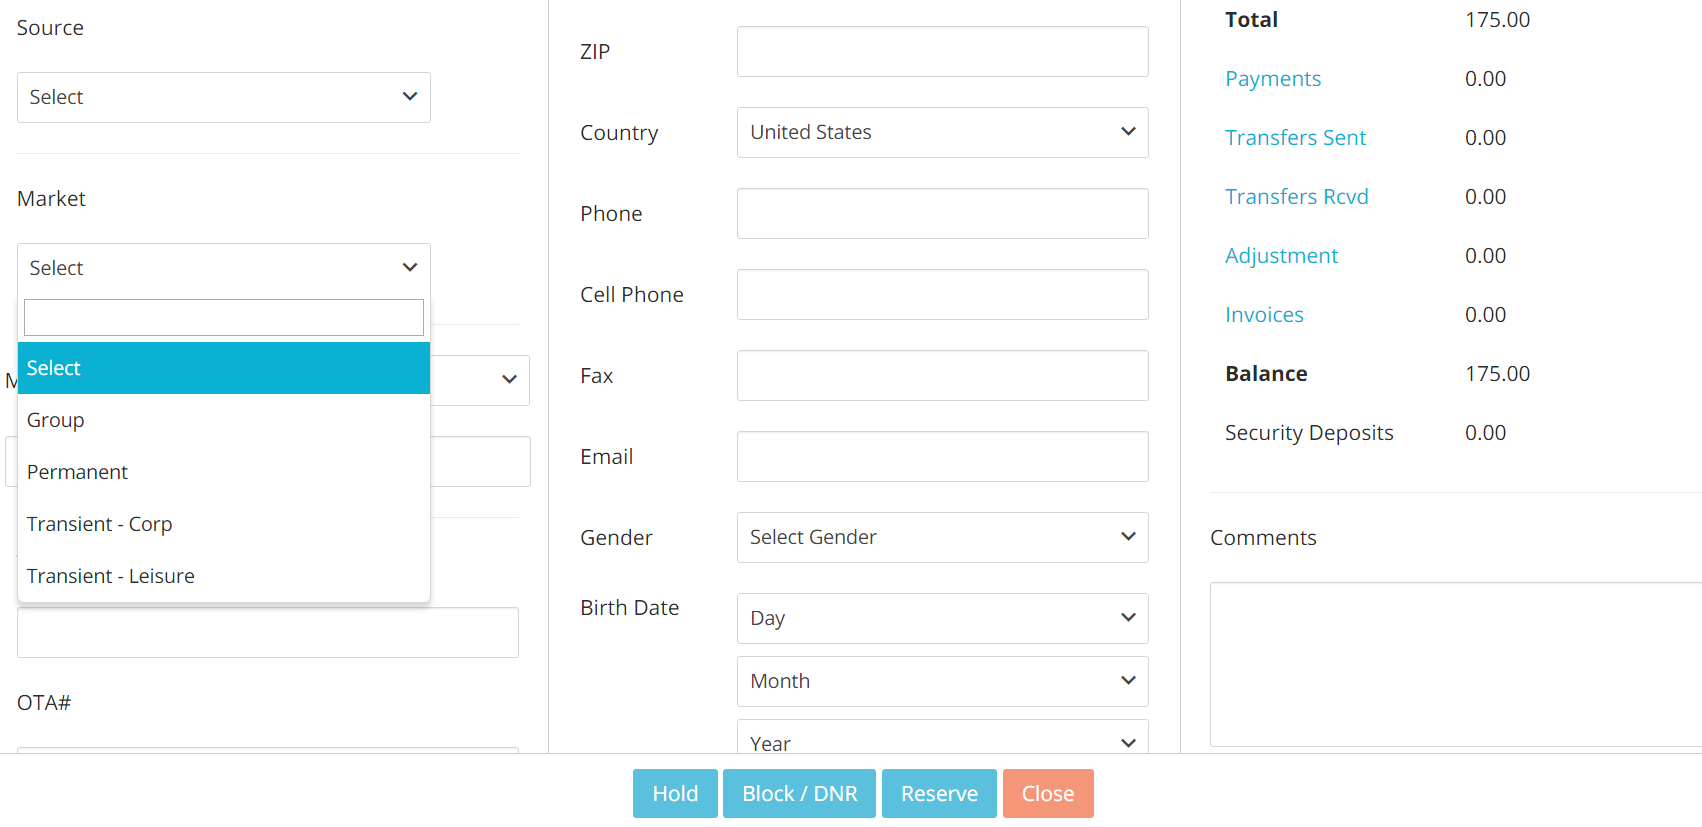 Source
Select
Market
Select
Select
Group
Permanent
Transient - Corp
Transient - Leisure
OTA#
ZIP
Country
United States
Phone
Cell Phone
Fax
Email
Gender
Select Gender
Birth Date
Day
Month
Year
Total 175.00
Payments 0.00
Transfers Sent 0.00
Transfers Rcvd 0.00
Adjustment 0.00
Invoices 0.00
Balance 175.00
Security Deposits 0.00
Comments
Hold
Block / DNR
Reserve
Close